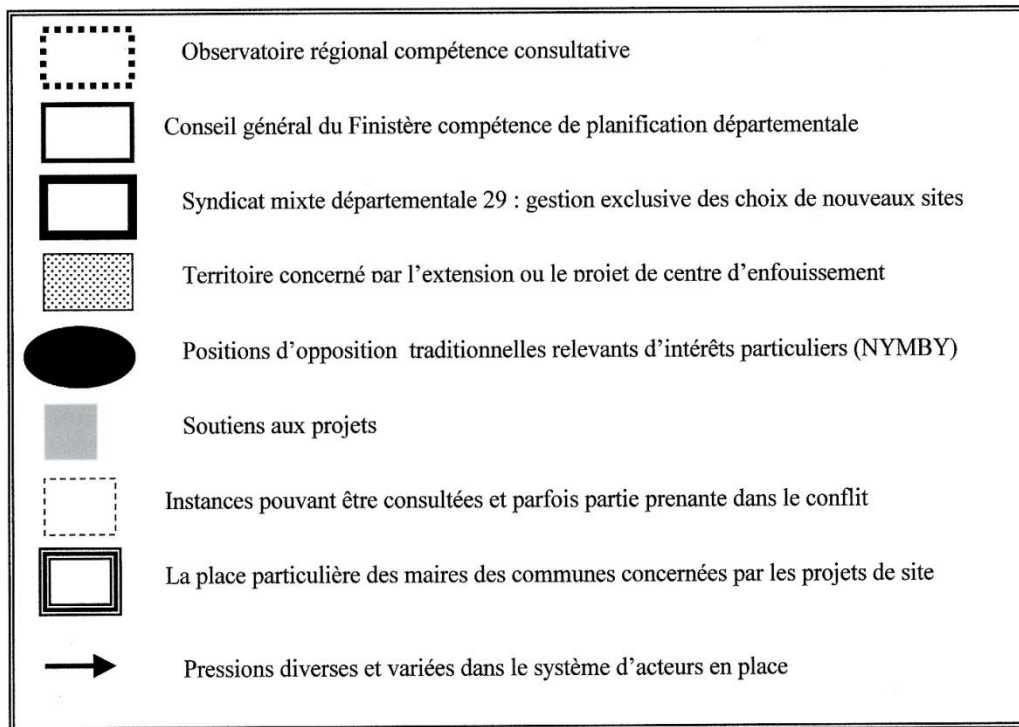 Observatoire régional compétence consultative
Conseil général du Finistère compétence de planification départementale
Syndicat mixte départementale 29 : gestion exclusive des choix de nouveaux sites
Territoire concerné par l'extension ou le projet de centre d'enfouissement
Positions d'opposition traditionnelles relevants d'intérêts particuliers (NYMBY)
Soutiens aux projets
Instances pouvant être consultées et parfois partie prenante dans le conflit
La place particulière des maires des communes concernées par les projets de site
Pressions diverses et variées dans le système d'acteurs en place